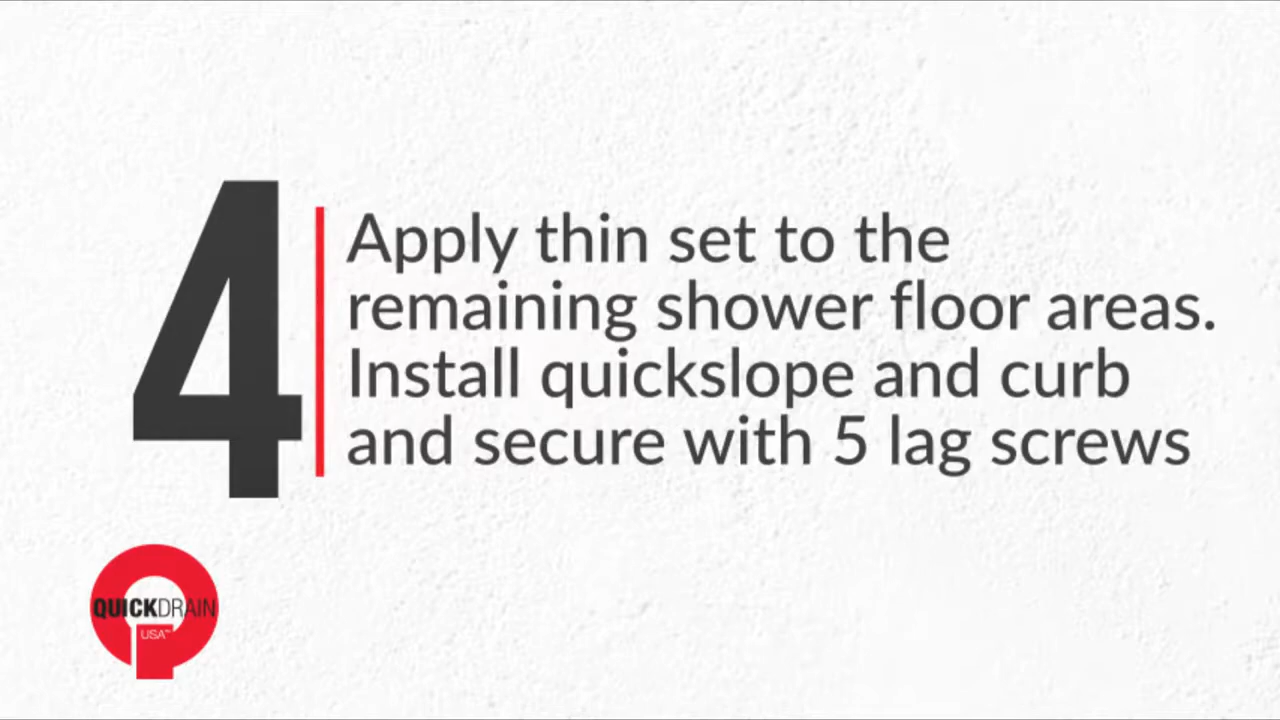 4
Apply thin set to the
remaining shower floor areas.
Install quickslope and curb
and secure with 5 lag screws
QUICKDRAIN
USA™